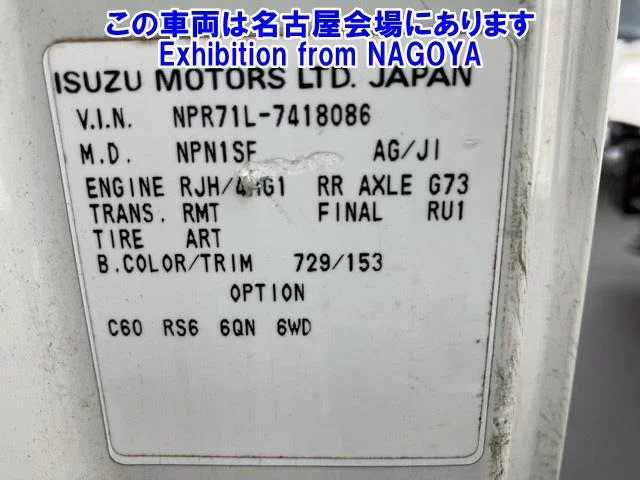 この車両は名古屋会場にあります
Exhibition from NAGOYA
ISUZU MOTORS LTD. JAPAN
V.I.N. NPR71L-7418086
M.D. NPN1SF AG/JI
ENGINE RJH/4HG1 RR AXLE G73
TRANS. RMT FINAL RU1
TIRE ART
B.COLOR/TRIM 729/153
OPTION
C60 RS6 6QN 6WD